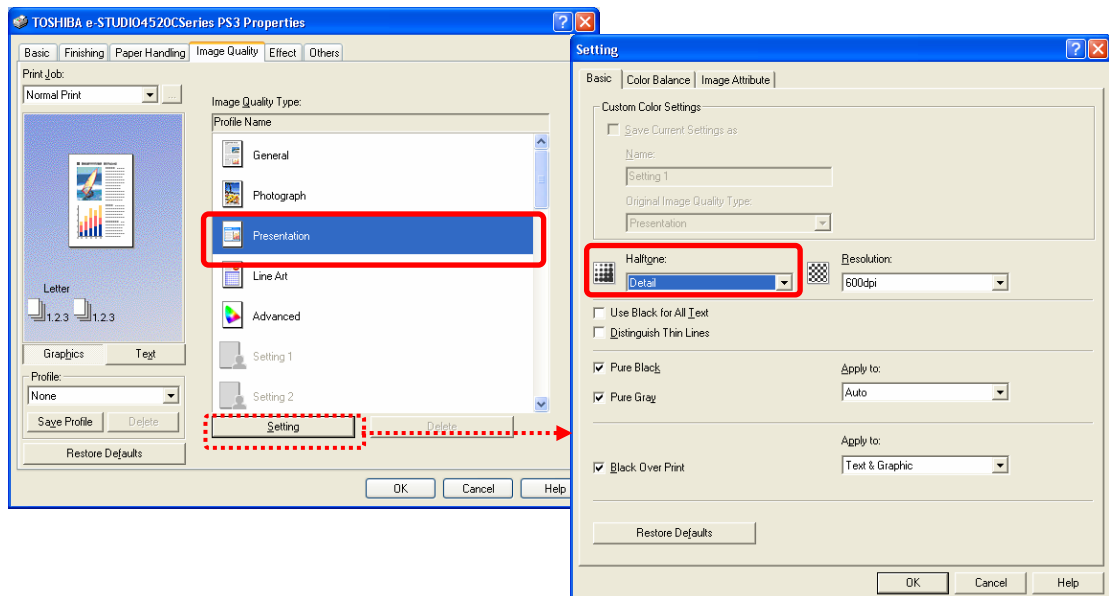 TOSHIBA e-STUDIO4520CSeries PS3 Properties
Basic Finishing Paper Handling Image Quality Effect Others
Print Job:
Normal Print ...
Image Quality Type:
Profile Name
General
Photograph
Presentation
Line Art
Advanced
Setting 1
Setting 2
Letter
1.2.3 1.2.3
Graphics Text
Profile:
None
Save Profile Delete
Restore Defaults
Setting Delete
OK Cancel Help
Setting
Basic Color Balance Image Attribute
Custom Color Settings
Save Current Settings as
Name:
Setting 1
Original Image Quality Type:
Presentation
Halftone: Resolution:
Detail 600dpi
Use Black for All Text
Distinguish Thin Lines
Pure Black Apply to:
Pure Gray Auto
Apply to:
Black Over Print Text & Graphic
Restore Defaults
OK Cancel Help